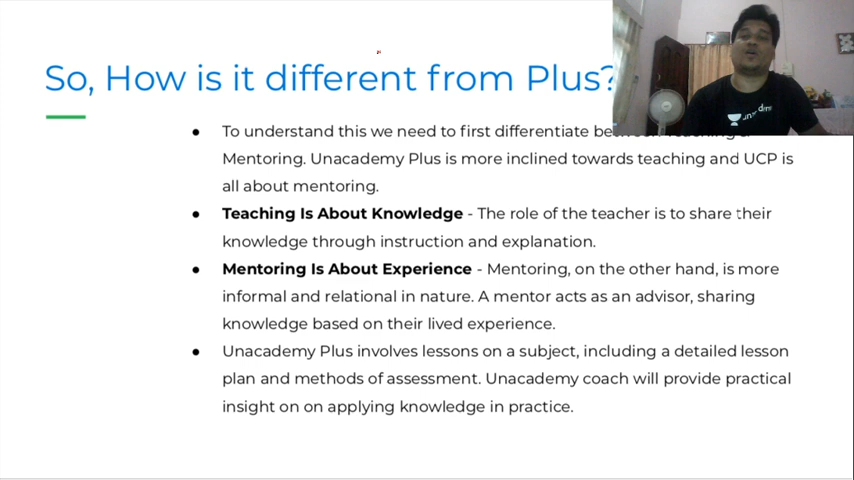 So, How is it different from Plus?
● To understand this we need to first differentiate
Mentoring. Unacademy Plus is more inclined towards teaching and UCP is
all about mentoring.
● Teaching Is About Knowledge - The role of the teacher is to share their
knowledge through instruction and explanation.
● Mentoring Is About Experience - Mentoring, on the other hand, is more
informal and relational in nature. A mentor acts as an advisor, sharing
knowledge based on their lived experience.
● Unacademy Plus involves lessons on a subject, including a detailed lesson
plan and methods of assessment. Unacademy coach will provide practical
insight on on applying knowledge in practice.